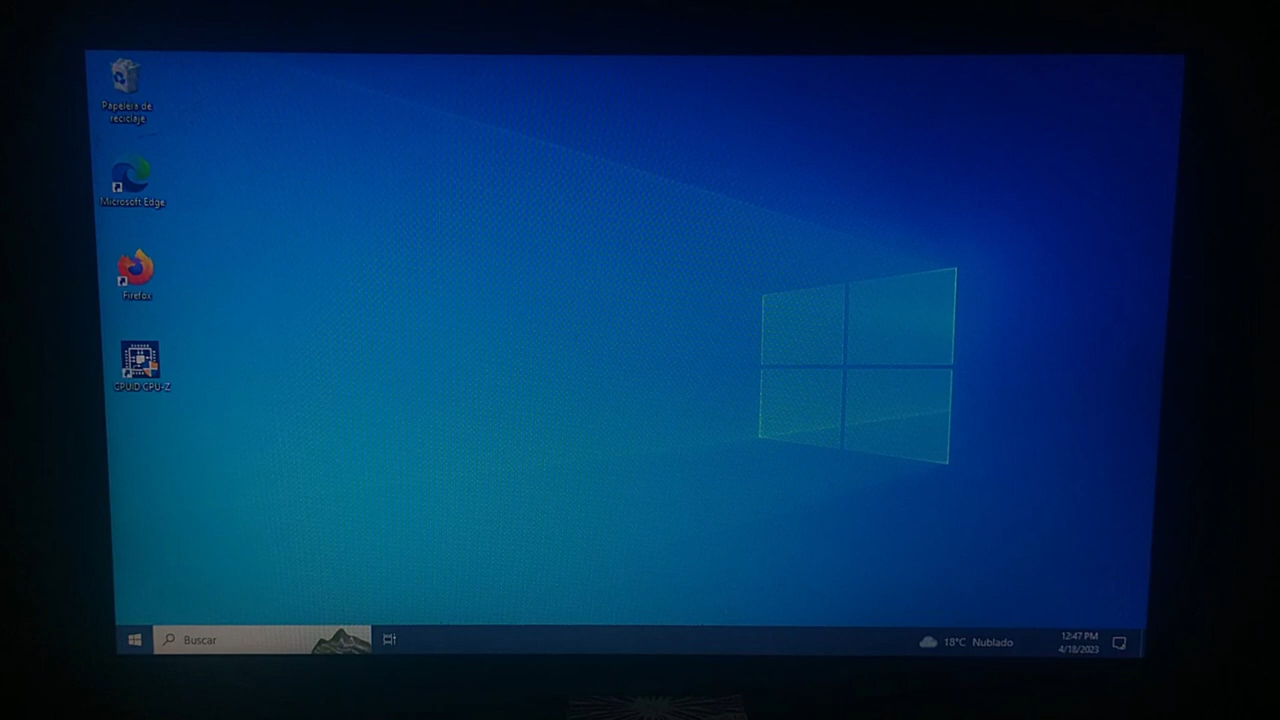 Papelera de
reciclaje
Microsoft Edge
Firefox
CPUID CPU-Z
Buscar
18°C Nublado
12:47 PM
4/18/2023